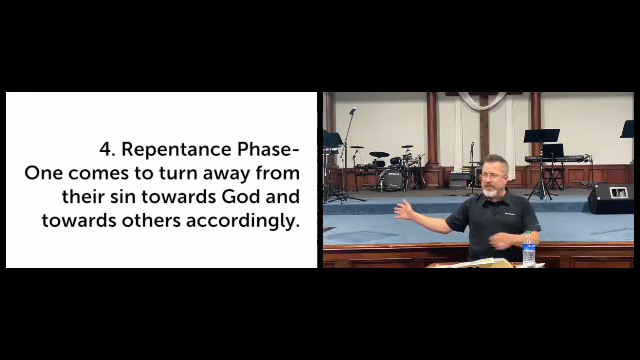 4. Repentance Phase-
One comes to turn away from
their sin towards God and
towards others accordingly.